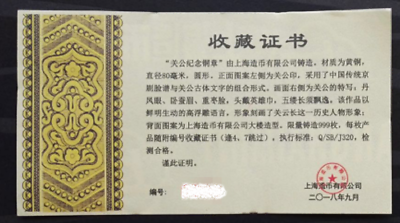 收藏证书
“关公纪念铜章”由上海造币有限公司铸造，材质为黄铜，
直径80毫米，圆形，正面图案左侧为关公印，采用了中国传统京
剧脸谱与关公古体文字的组合形式，画面右侧为关公的特写：丹
凤眼、卧蚕眉、重枣脸，头戴英雄巾，五缕长须飘逸。该作品以
鲜明生动的高浮雕语言，形象刻画了关公这一历史人物形象；
背面图案为上海造币有限公司大楼造型，限量铸造999枚，每枚产
品随附编号收藏证书（逢4、7跳过），执行标准：Q/SB/J320，检
测合格。
谨此证明。
编号：
上海造币有限公司
二〇一八年九月